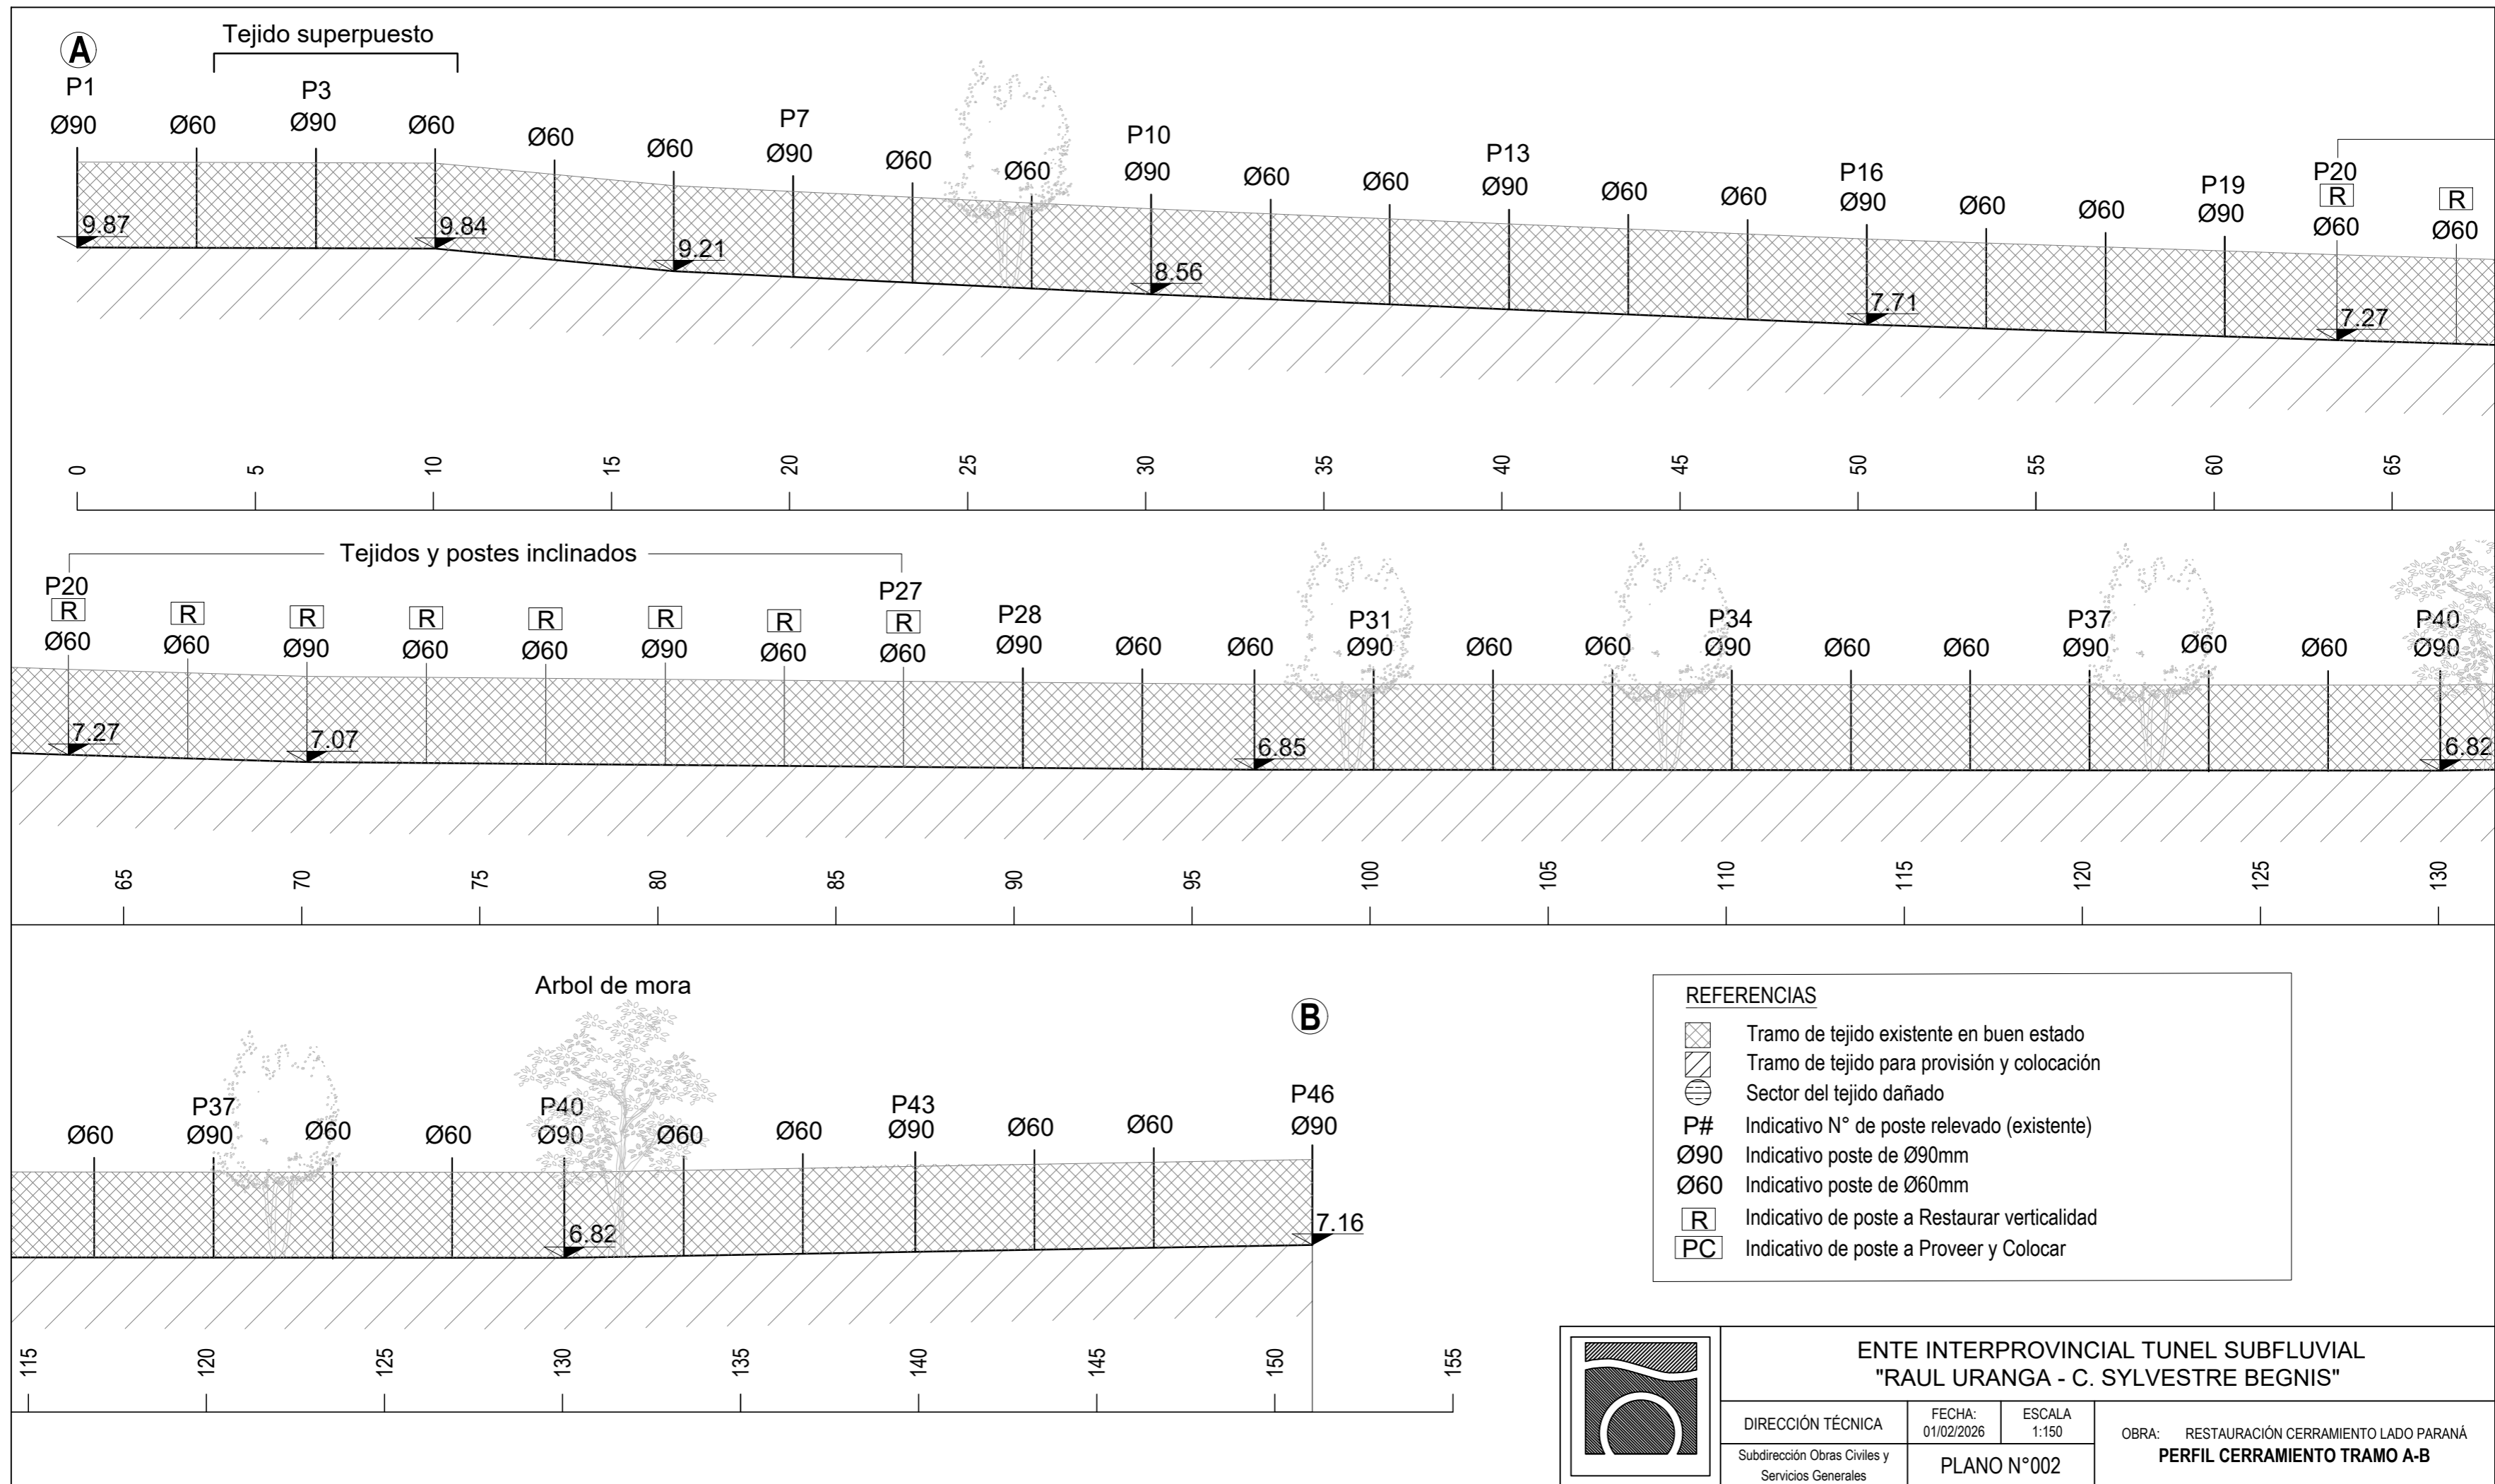 A
Tejido superpuesto
P1
P3
P7
P10
P13
P16
P19
P20
Ø90 Ø60 Ø90 Ø60 Ø60 Ø60 Ø90 Ø60 Ø60 Ø90 Ø60 Ø60 Ø90 Ø60 Ø60 Ø90 Ø60 Ø60 Ø90 R Ø60 R Ø60
9.87 9.84 9.21 8.56 7.71 7.27
0 5 10 15 20 25 30 35 40 45 50 55 60 65
Tejidos y postes inclinados
P20 P27 P28 P31 P34 P37 P40
R R R R R R R R
Ø60 Ø60 Ø90 Ø60 Ø60 Ø90 Ø60 Ø60 Ø90 Ø60 Ø60 Ø90 Ø60 Ø60 Ø90 Ø60 Ø60 Ø90 Ø60 Ø60 Ø90
7.27 7.07 6.85 6.82
65 70 75 80 85 90 95 100 105 110 115 120 125 130
Arbol de mora
B
P37 P40 P43 P46
Ø60 Ø90 Ø60 Ø60 Ø90 Ø60 Ø60 Ø90 Ø60 Ø60 Ø90
6.82 7.16
115 120 125 130 135 140 145 150 155
REFERENCIAS
Tramo de tejido existente en buen estado
Tramo de tejido para provisión y colocación
Sector del tejido dañado
P# Indicativo N° de poste relevado (existente)
Ø90 Indicativo poste de Ø90mm
Ø60 Indicativo poste de Ø60mm
R Indicativo de poste a Restaurar verticalidad
PC Indicativo de poste a Proveer y Colocar
ENTE INTERPROVINCIAL TUNEL SUBFLUVIAL
"RAUL URANGA - C. SYLVESTRE BEGNIS"
DIRECCIÓN TÉCNICA
Subdirección Obras Civiles y
Servicios Generales
FECHA:
01/02/2026
ESCALA
1:150
PLANO N°002
OBRA: RESTAURACIÓN CERRAMIENTO LADO PARANÁ
PERFIL CERRAMIENTO TRAMO A-B